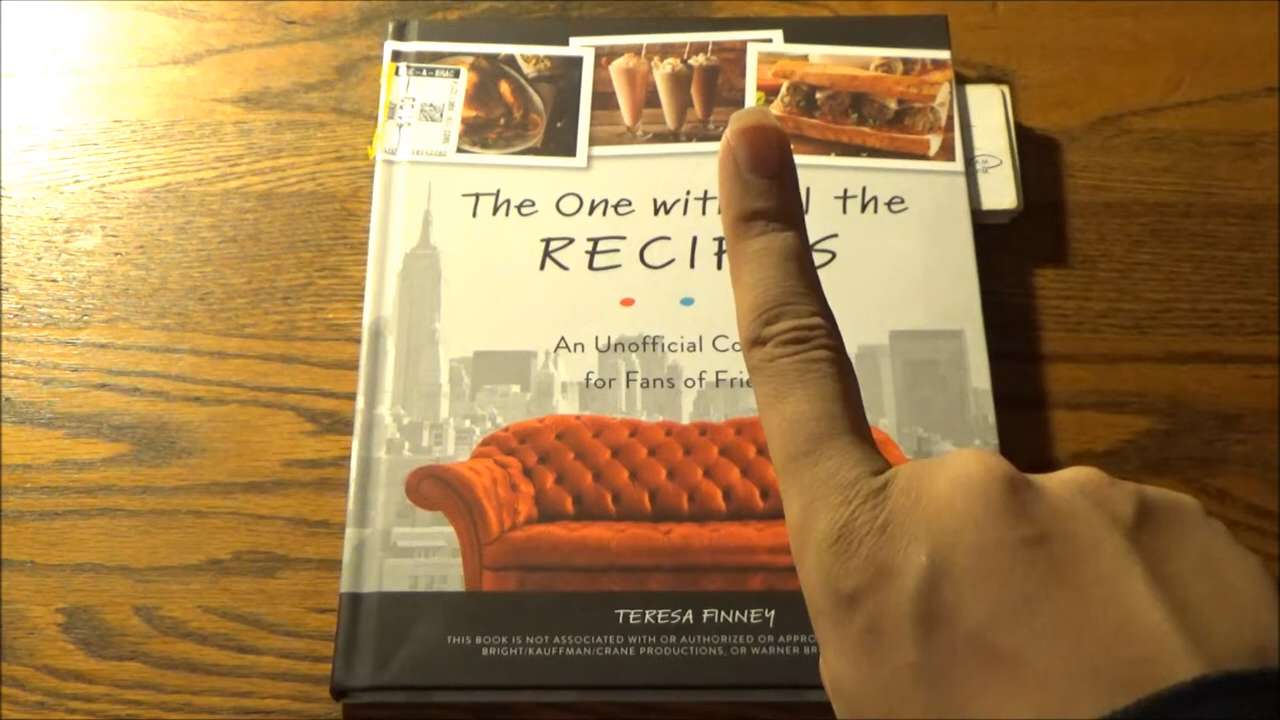 The One with the
RECIPES
An Unofficial Co
for Fans of Frie
TERESA FINNEY
THIS BOOK IS NOT ASSOCIATED WITH OR AUTHORIZED OR APPRO
BRIGHT/KAUFFMAN/CRANE PRODUCTIONS, OR WARNER BR